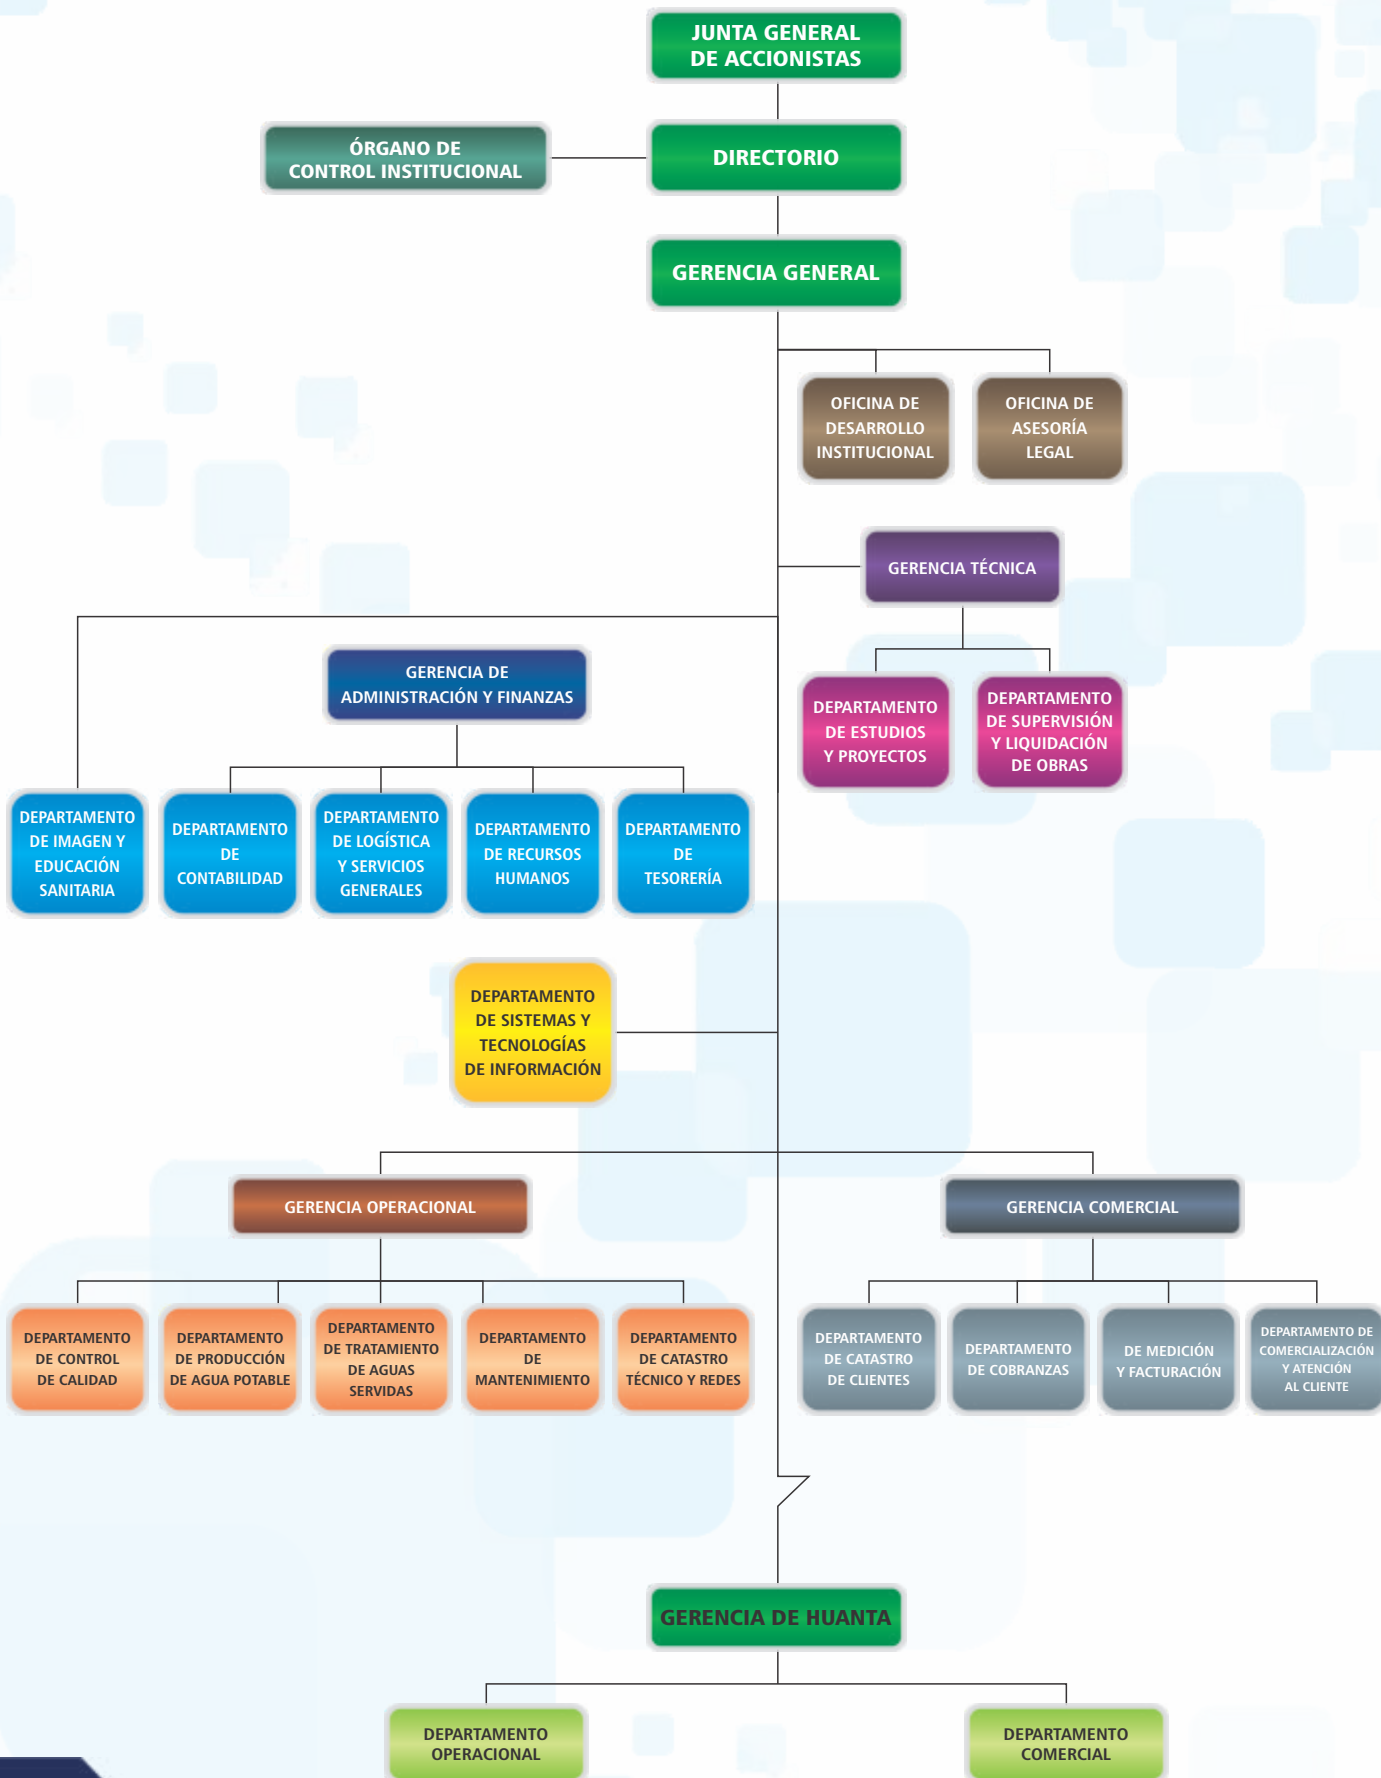 JUNTA GENERAL
DE ACCIONISTAS
ÓRGANO DE
CONTROL INSTITUCIONAL
DIRECTORIO
GERENCIA GENERAL
OFICINA DE
DESARROLLO
INSTITUCIONAL
OFICINA DE
ASESORÍA
LEGAL
GERENCIA TÉCNICA
DEPARTAMENTO
DE ESTUDIOS
Y PROYECTOS
DEPARTAMENTO
DE SUPERVISIÓN
Y LIQUIDACIÓN
DE OBRAS
GERENCIA DE
ADMINISTRACIÓN Y FINANZAS
DEPARTAMENTO
DE IMAGEN Y
EDUCACIÓN
SANITARIA
DEPARTAMENTO
DE
CONTABILIDAD
DEPARTAMENTO
DE LOGÍSTICA
Y SERVICIOS
GENERALES
DEPARTAMENTO
DE RECURSOS
HUMANOS
DEPARTAMENTO
DE
TESORERÍA
DEPARTAMENTO
DE SISTEMAS Y
TECNOLOGÍAS
DE INFORMACIÓN
GERENCIA OPERACIONAL
GERENCIA COMERCIAL
DEPARTAMENTO
DE CONTROL
DE CALIDAD
DEPARTAMENTO
DE PRODUCCIÓN
DE AGUA POTABLE
DEPARTAMENTO
DE TRATAMIENTO
DE AGUAS
SERVIDAS
DEPARTAMENTO
DE
MANTENIMIENTO
DEPARTAMENTO
DE CATASTRO
TÉCNICO Y REDES
DEPARTAMENTO
DE CATASTRO
DE CLIENTES
DEPARTAMENTO
DE COBRANZAS
DE MEDICIÓN
Y FACTURACIÓN
DEPARTAMENTO DE
COMERCIALIZACIÓN
Y ATENCIÓN
AL CLIENTE
GERENCIA DE HUANTA
DEPARTAMENTO
OPERACIONAL
DEPARTAMENTO
COMERCIAL